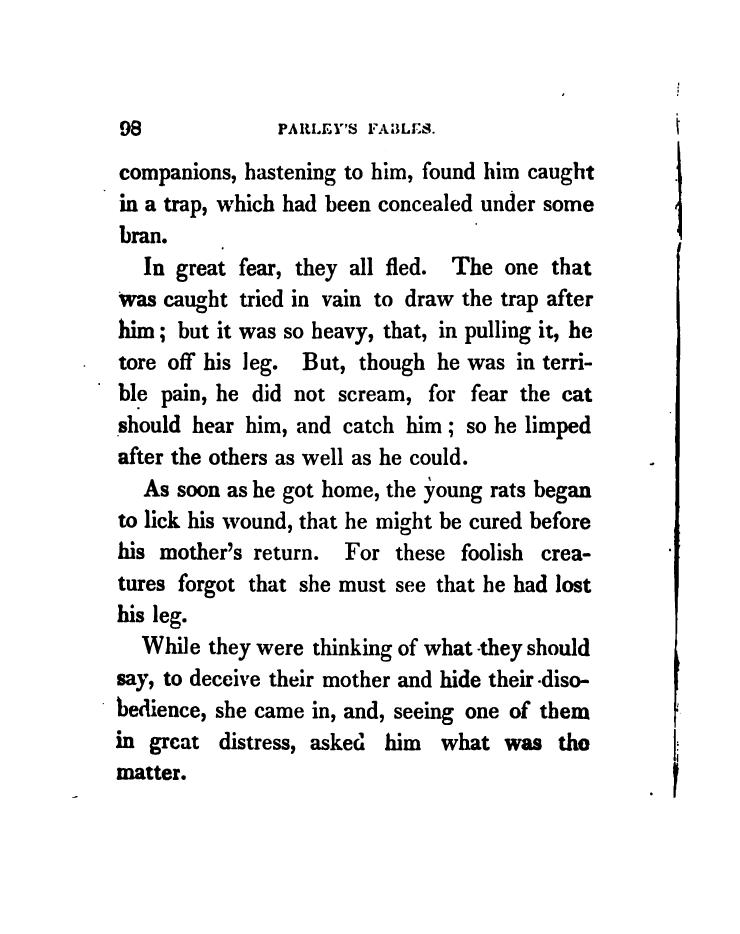 98 PARLEY'S FABLES.
companions, hastening to him, found him caught
in a trap, which had been concealed under some
bran.
In great fear, they all fled. The one that
was caught tried in vain to draw the trap after
him; but it was so heavy, that, in pulling it, he
tore off his leg. But, though he was in terri-
ble pain, he did not scream, for fear the cat
should hear him, and catch him; so he limped
after the others as well as he could.
As soon as he got home, the young rats began
to lick his wound, that he might be cured before
his mother's return. For these foolish crea-
tures forgot that she must see that he had lost
his leg.
While they were thinking of what they should
say, to deceive their mother and hide their diso-
bedience, she came in, and, seeing one of them
in great distress, asked him what was the
matter.